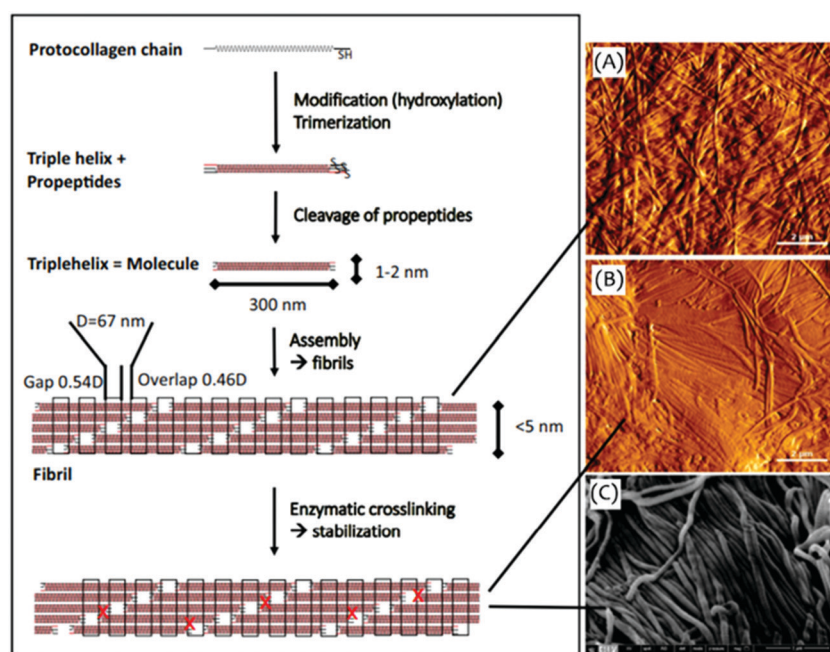 Protocollagen chain
SH
Modification (hydroxylation)
Trimerization
Triple helix +
Propeptides
S
S
S
S
Cleavage of propeptides
Triplehelix = Molecule
1-2 nm
300 nm
D=67 nm
Assembly
→ fibrils
Gap 0.54D
Overlap 0.46D
<5 nm
Fibril
Enzymatic crosslinking
→ stabilization
X
X
X
X
X
(A)
2 µm
(B)
2 µm
(C)